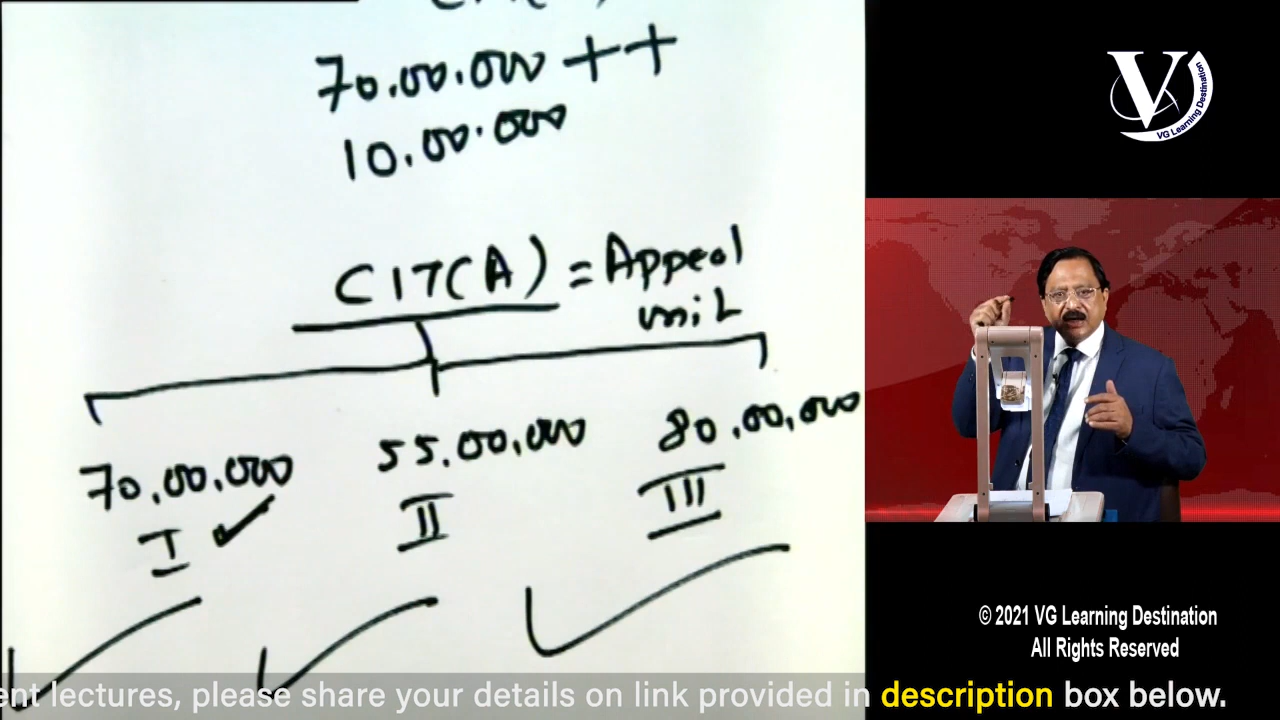 70.00.000 ++
10.00.000
CIT(A) = Appeal
unit
70,00,000
I
55.00,000
II
80.00,000
III
V
VG Learning Destination
© 2021 VG Learning Destination
All Rights Reserved
ent lectures, please share your details on link provided in description box below.